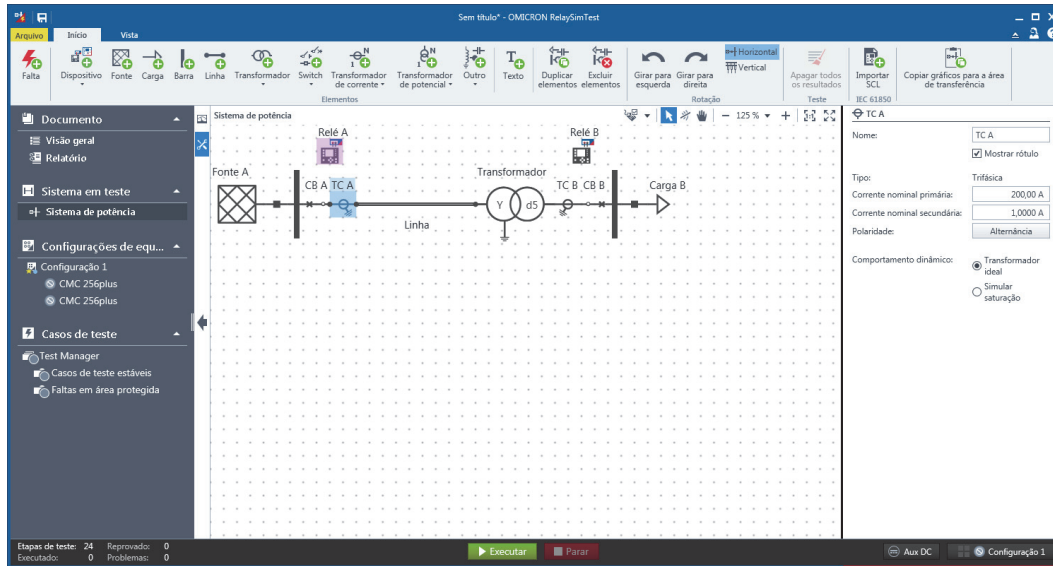 Sem título* - OMICRON RelaySimTest
Arquivo Início Vista
Falta Dispositivo Fonte Carga Barra Linha Transformador Switch Transformador de corrente Transformador de potencial Outro Texto Duplicar elementos Excluir elementos Girar para esquerda Girar para direita Horizontal Vertical Apagar todos os resultados Importar SCL Copiar gráficos para a área de transferência
Elementos Rotação Teste IEC 61850
Documento
Visão geral
Relatório
Sistema em teste
Sistema de potência
Configurações de equ...
Configuração 1
CMC 256plus
CMC 256plus
Casos de teste
Test Manager
Casos de teste estáveis
Faltas em área protegida
Sistema de potência
125 %
1:1
Relé A Relé B
Fonte A Transformador
CB A TC A TC B CB B Carga B
Y d5
Linha
TC A
Nome: TC A
Mostrar rótulo
Tipo: Trifásica
Corrente nominal primária: 200,00 A
Corrente nominal secundária: 1,0000 A
Polaridade: Alternância
Comportamento dinâmico: Transformador ideal
Simular saturação
Etapas de teste: 24 Reprovado: 0
Executado: 0 Problemas: 0
Executar Parar
Aux DC Configuração 1